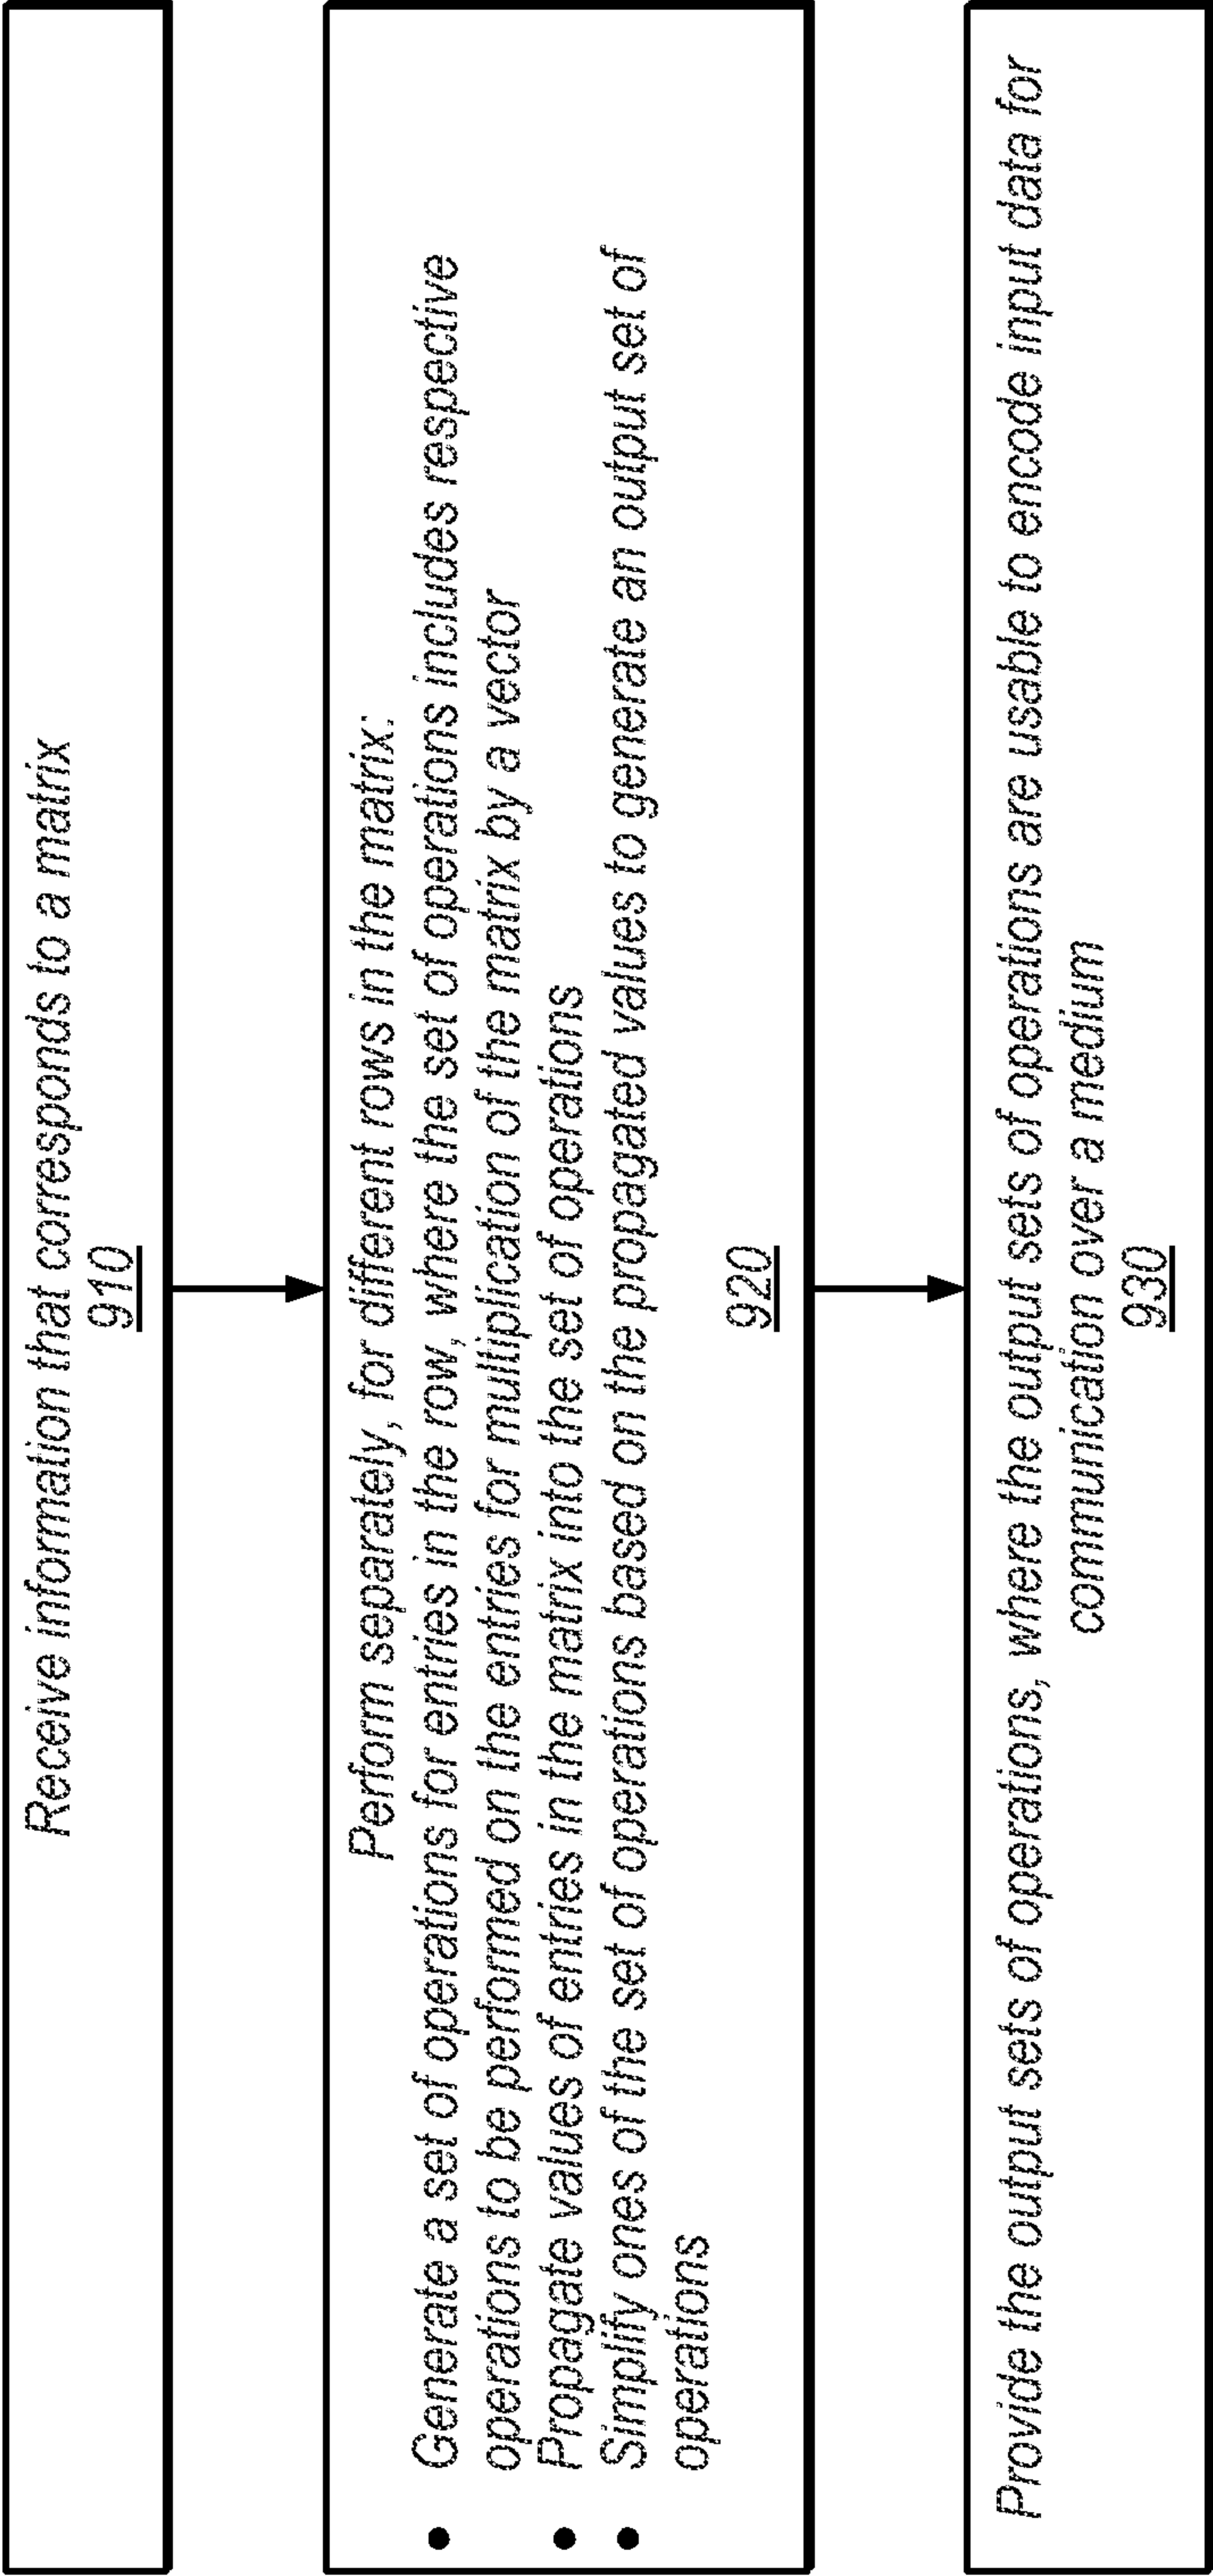 Receive information that corresponds to a matrix
910
Perform separately, for different rows in the matrix:
• Generate a set of operations for entries in the row, where the set of operations includes respective
operations to be performed on the entries for multiplication of the matrix by a vector
• Propagate values of entries in the matrix into the set of operations
• Simplify ones of the set of operations based on the propagated values to generate an output set of
operations
920
Provide the output sets of operations, where the output sets of operations are usable to encode input data for
communication over a medium
930